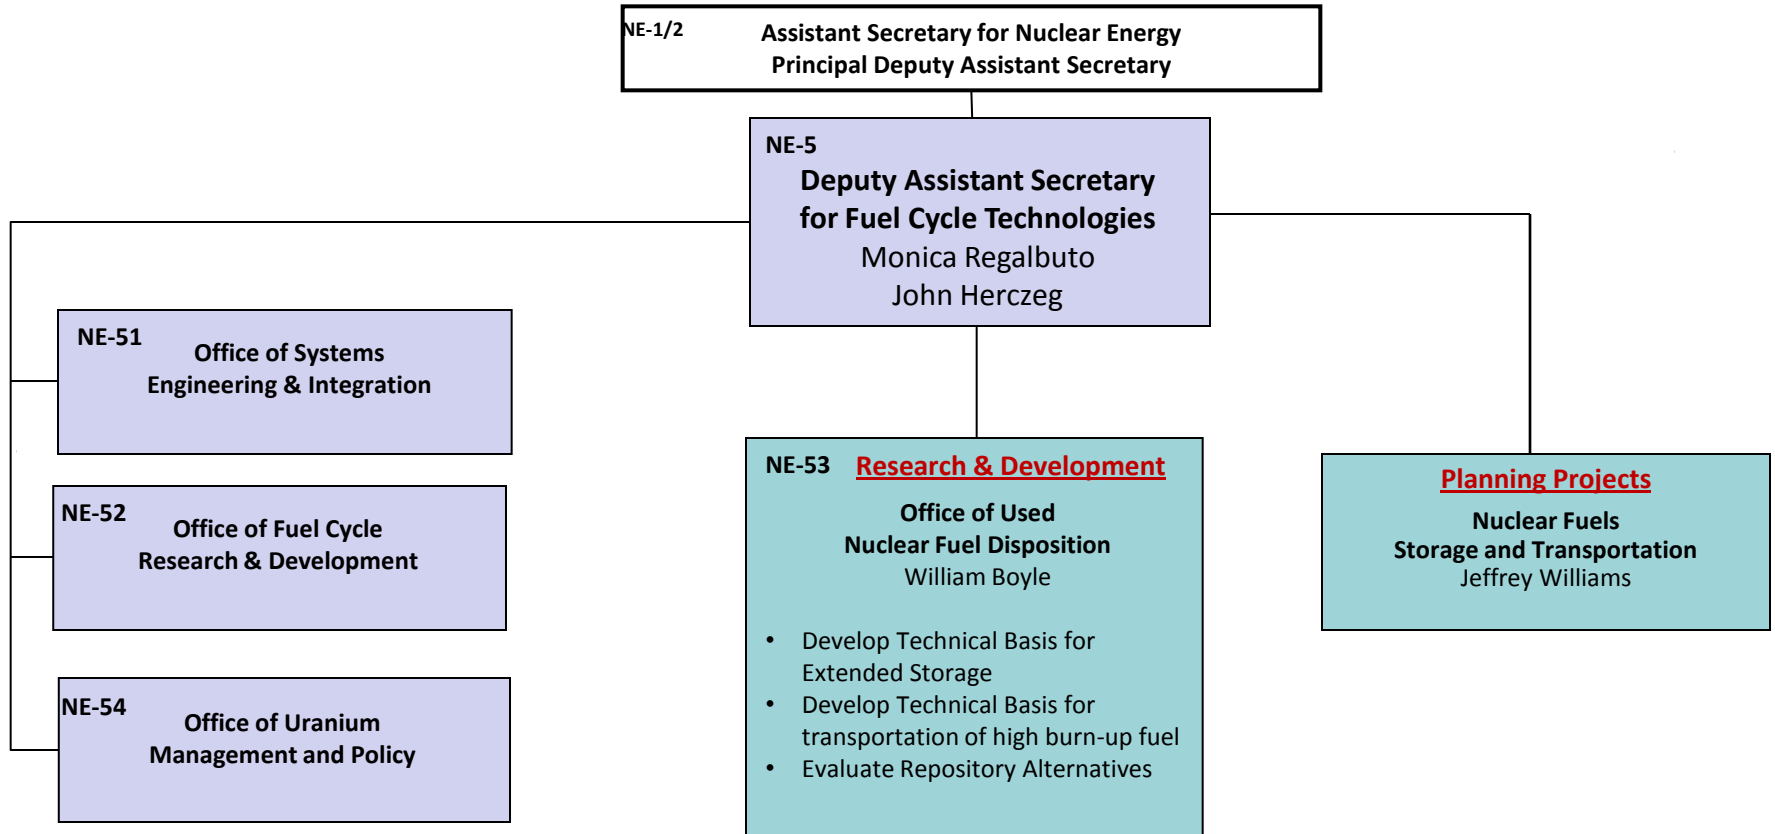 NE-1/2
Assistant Secretary for Nuclear Energy
Principal Deputy Assistant Secretary
NE-5
Deputy Assistant Secretary
for Fuel Cycle Technologies
Monica Regalbuto
John Herczeg
NE-51
Office of Systems
Engineering & Integration
NE-52
Office of Fuel Cycle
Research & Development
NE-54
Office of Uranium
Management and Policy
NE-53 Research & Development
Office of Used
Nuclear Fuel Disposition
William Boyle
• Develop Technical Basis for
Extended Storage
• Develop Technical Basis for
transportation of high burn-up fuel
• Evaluate Repository Alternatives
Planning Projects
Nuclear Fuels
Storage and Transportation
Jeffrey Williams